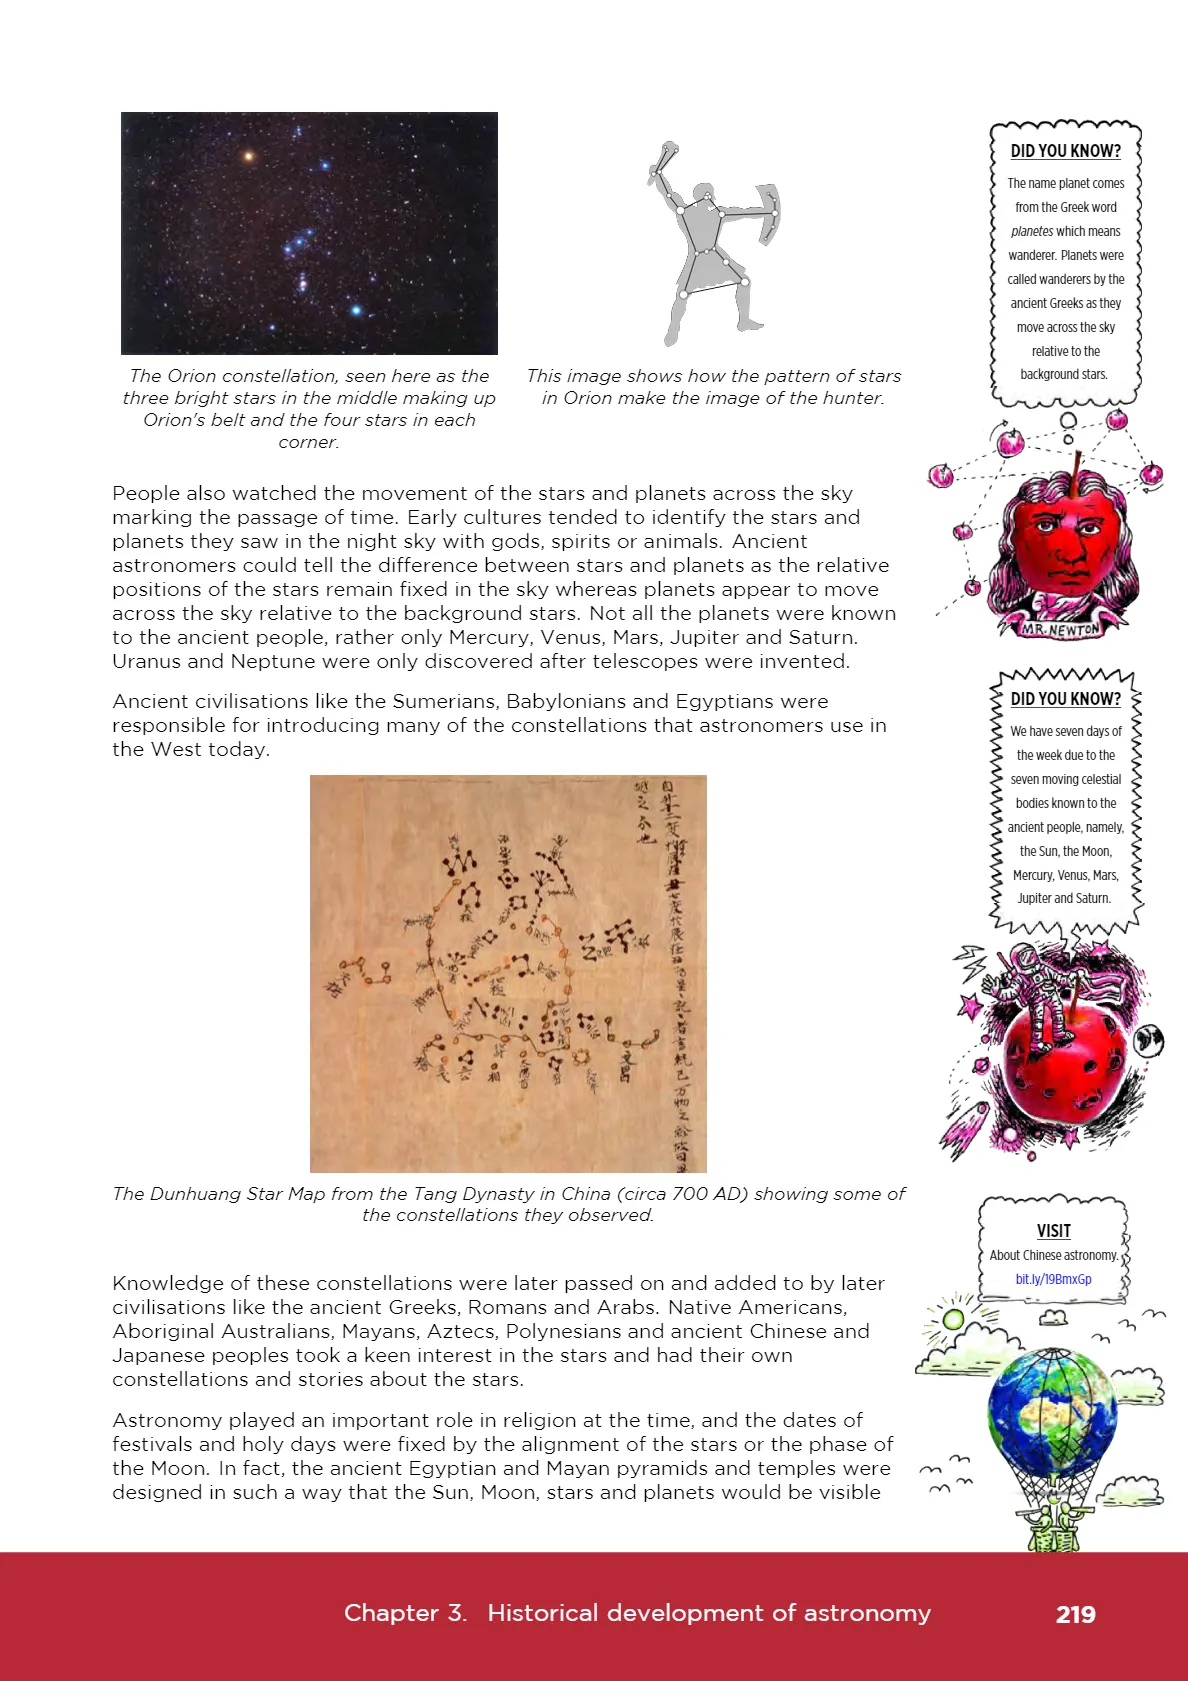 The Orion constellation, seen here as the
three bright stars in the middle making up
Orion's belt and the four stars in each
corner.
This image shows how the pattern of stars
in Orion make the image of the hunter.
People also watched the movement of the stars and planets across the sky
marking the passage of time. Early cultures tended to identify the stars and
planets they saw in the night sky with gods, spirits or animals. Ancient
astronomers could tell the difference between stars and planets as the relative
positions of the stars remain fixed in the sky whereas planets appear to move
across the sky relative to the background stars. Not all the planets were known
to the ancient people, rather only Mercury, Venus, Mars, Jupiter and Saturn.
Uranus and Neptune were only discovered after telescopes were invented.
Ancient civilisations like the Sumerians, Babylonians and Egyptians were
responsible for introducing many of the constellations that astronomers use in
the West today.
The Dunhuang Star Map from the Tang Dynasty in China (circa 700 AD) showing some of
the constellations they observed.
Knowledge of these constellations were later passed on and added to by later
civilisations like the ancient Greeks, Romans and Arabs. Native Americans,
Aboriginal Australians, Mayans, Aztecs, Polynesians and ancient Chinese and
Japanese peoples took a keen interest in the stars and had their own
constellations and stories about the stars.
Astronomy played an important role in religion at the time, and the dates of
festivals and holy days were fixed by the alignment of the stars or the phase of
the Moon. In fact, the ancient Egyptian and Mayan pyramids and temples were
designed in such a way that the Sun, Moon, stars and planets would be visible
DID YOU KNOW?
The name planet comes
from the Greek word
planetes which means
wanderer. Planets were
called wanderers by the
ancient Greeks as they
move across the sky
relative to the
background stars.
MR. NEWTON
DID YOU KNOW?
We have seven days of
the week due to the
seven moving celestial
bodies known to the
ancient people, namely,
the Sun, the Moon,
Mercury, Venus, Mars,
Jupiter and Saturn.
VISIT
About Chinese astronomy.
bit.ly/19BmxGp
Chapter 3. Historical development of astronomy
219